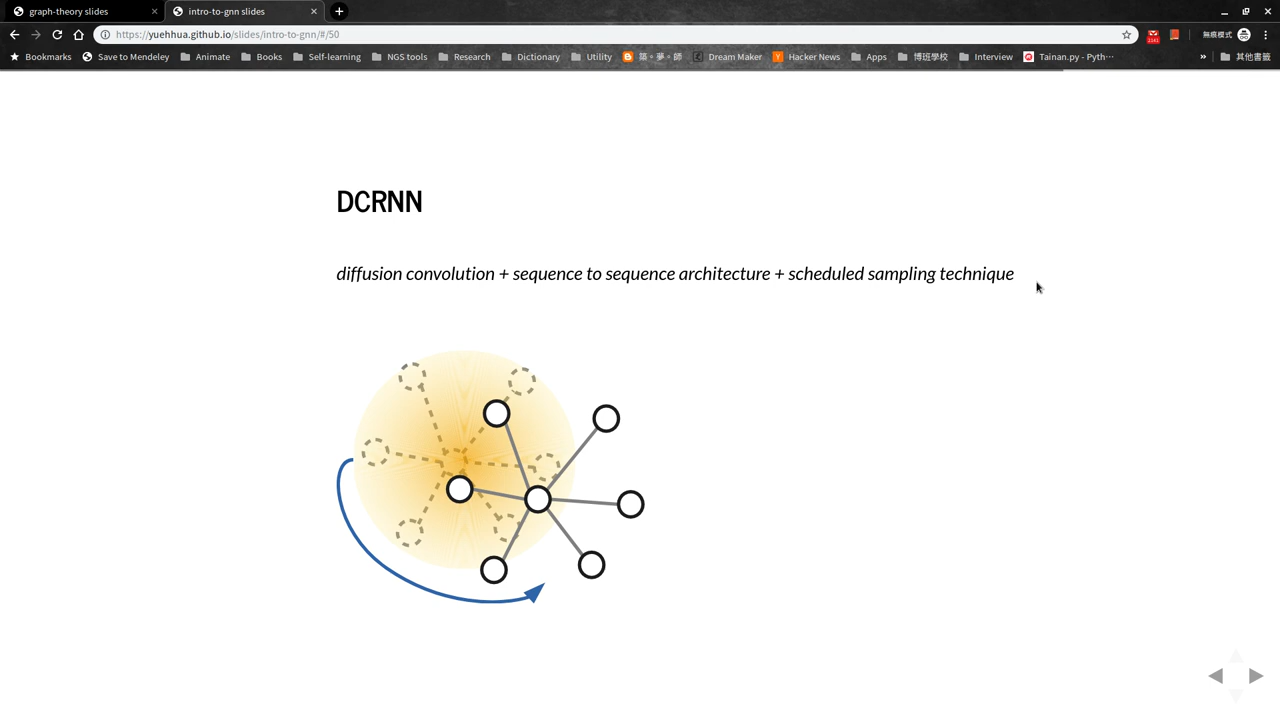 graph-theory slides
intro-to-gnn slides
https://yuehhua.github.io/slides/intro-to-gnn/#/50
無痕模式
Bookmarks Save to Mendeley Animate Books Self-learning NGS tools Research Dictionary Utility 築。夢。師 Dream Maker Hacker News Apps 博班學校 Interview Tainan.py - Pyth… » 其他書籤
DCRNN
diffusion convolution + sequence to sequence architecture + scheduled sampling technique